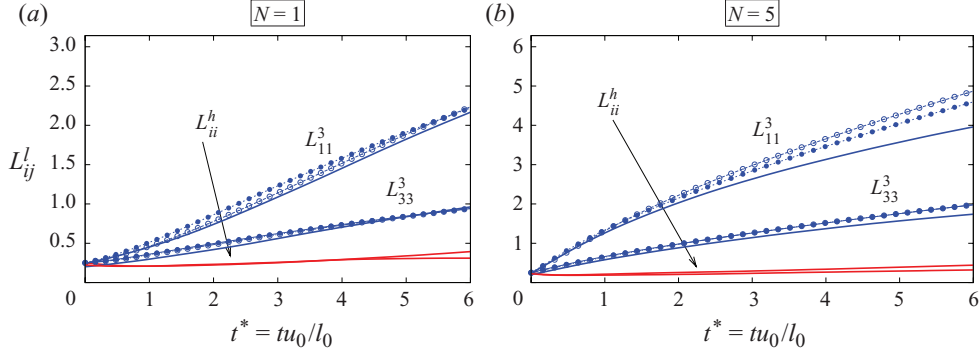 (a) N = 1
3.0
2.5
2.0
1.5
1.0
0.5
0
L^l_{ij}
L^h_{ii}
L^3_{11}
L^3_{33}
1 2 3 4 5 6
t* = tu_0/l_0
(b) N = 5
6
5
4
3
2
1
0
L^h_{ii}
L^3_{11}
L^3_{33}
1 2 3 4 5 6
t* = tu_0/l_0